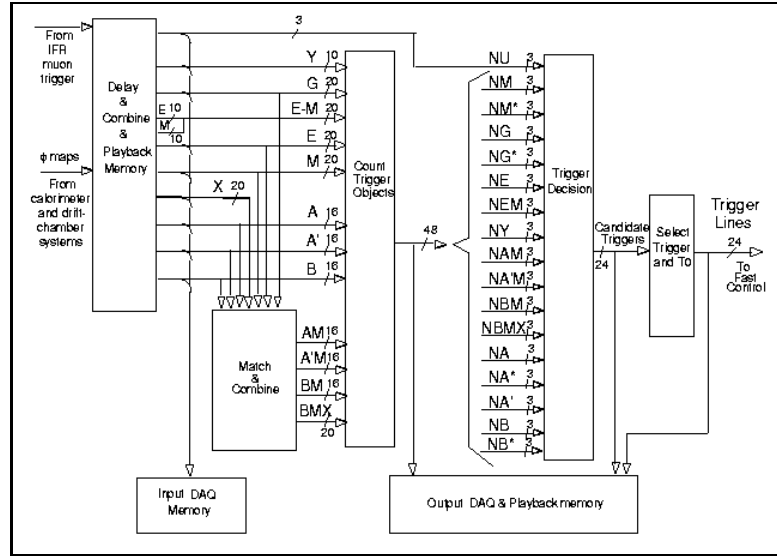 From
IFR
muon
trigger
ϕ maps
From
calorimeter
and drift-
chamber
systems
Delay
&
Combine
&
Playback
Memory
3
Y 10
G 20
E 10
M 10
E-M 20
E 20
M 20
X 20
A 16
A' 16
B 16
Match
&
Combine
AM 16
A'M 16
BM 16
BMX 20
Count
Trigger
Objects
48
NU 3
NM 3
NM* 3
NG 3
NG* 3
NE 3
NEM 3
NY 3
NAM 3
NA'M 3
NBM 3
NBMX 3
NA 3
NA* 3
NA' 3
NB 3
NB* 3
Trigger
Decision
Candidate
Triggers
24
Select
Trigger
and T0
Trigger
Lines
24
To
Fast
Control
Input DAQ
Memory
Output DAQ & Playback memory